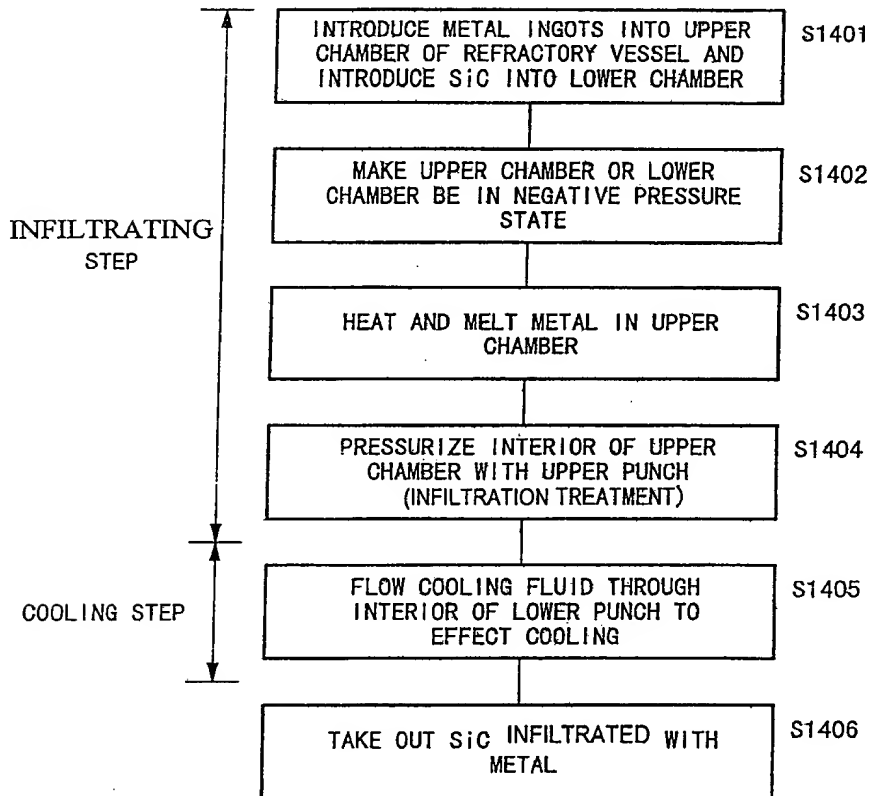 INTRODUCE METAL INGOTS INTO UPPER
CHAMBER OF REFRACTORY VESSEL AND
INTRODUCE SiC INTO LOWER CHAMBER
S1401
MAKE UPPER CHAMBER OR LOWER
CHAMBER BE IN NEGATIVE PRESSURE
STATE
S1402
INFILTRATING
STEP
HEAT AND MELT METAL IN UPPER
CHAMBER
S1403
PRESSURIZE INTERIOR OF UPPER
CHAMBER WITH UPPER PUNCH
(INFILTRATION TREATMENT)
S1404
COOLING STEP
FLOW COOLING FLUID THROUGH
INTERIOR OF LOWER PUNCH TO
EFFECT COOLING
S1405
TAKE OUT SiC INFILTRATED WITH
METAL
S1406